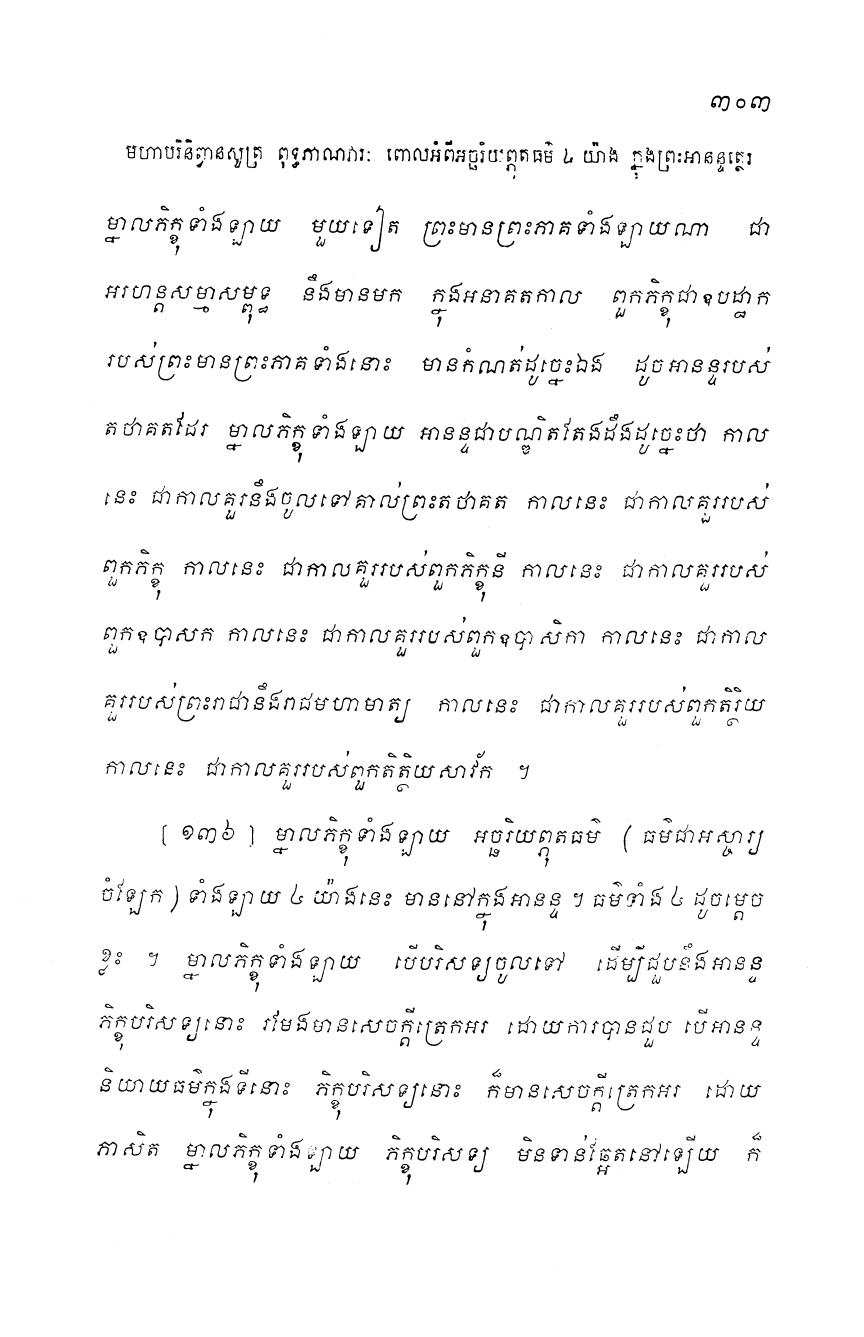 ៣០៣
មហាបរិនិព្វានសូត្រ ពុទ្ធភាណវារៈ ពោលអំពីអច្ឆរិយព្ភុតធម៌ ៤ យ៉ាង ក្នុងព្រះអានន្ទត្ថេរ
ម្នាលភិក្ខុទាំងឡាយ មួយទៀត ព្រះមានព្រះភាគទាំងឡាយណា ជា
អរហន្តសម្មាសម្ពុទ្ធ នឹងមានមក ក្នុងអនាគតកាល ពួកភិក្ខុជាឧបដ្ឋាក
របស់ព្រះមានព្រះភាគទាំងនោះ មានកំណត់ដូច្នេះឯង ដូចអានន្ទរបស់
តថាគតដែរ ម្នាលភិក្ខុទាំងឡាយ អានន្ទជាបណ្ឌិតតែងដឹងដូច្នេះថា កាល
នេះ ជាកាលគួរនឹងចូលទៅគាល់ព្រះតថាគត កាលនេះ ជាកាលគួររបស់
ពួកភិក្ខុ កាលនេះ ជាកាលគួររបស់ពួកភិក្ខុនី កាលនេះ ជាកាលគួររបស់
ពួកឧបាសក កាលនេះ ជាកាលគួររបស់ពួកឧបាសិកា កាលនេះ ជាកាល
គួររបស់ព្រះរាជានឹងរាជមហាមាត្យ កាលនេះ ជាកាលគួររបស់ពួកតិរ្ថិយ
កាលនេះ ជាកាលគួររបស់ពួកតិត្ថិយសាវ័ក ។
[ ១៣៦ ] ម្នាលភិក្ខុទាំងឡាយ អច្ឆរិយព្ភុតធម៌ ( ធម៌ជាអស្ចារ្យ
ចំឡែក ) ទាំងឡាយ ៤ យ៉ាងនេះ មាននៅក្នុងអានន្ទ ។ ធម៌ទាំង ៤ ដូចម្តេច
ខ្លះ ។ ម្នាលភិក្ខុទាំងឡាយ បើបរិសទ្យចូលទៅ ដើម្បីជួបនឹងអានន្ទ
ភិក្ខុបរិសទ្យនោះ រមែងមានសេចក្តីត្រេកអរ ដោយការបានជួប បើអានន្ទ
និយាយធម៌ក្នុងទីនោះ ភិក្ខុបរិសទ្យនោះ ក៏មានសេចក្តីត្រេកអរ ដោយ
ភាសិត ម្នាលភិក្ខុទាំងឡាយ ភិក្ខុបរិសទ្យ មិនទាន់ឆ្អែតនៅឡើយ ក៏